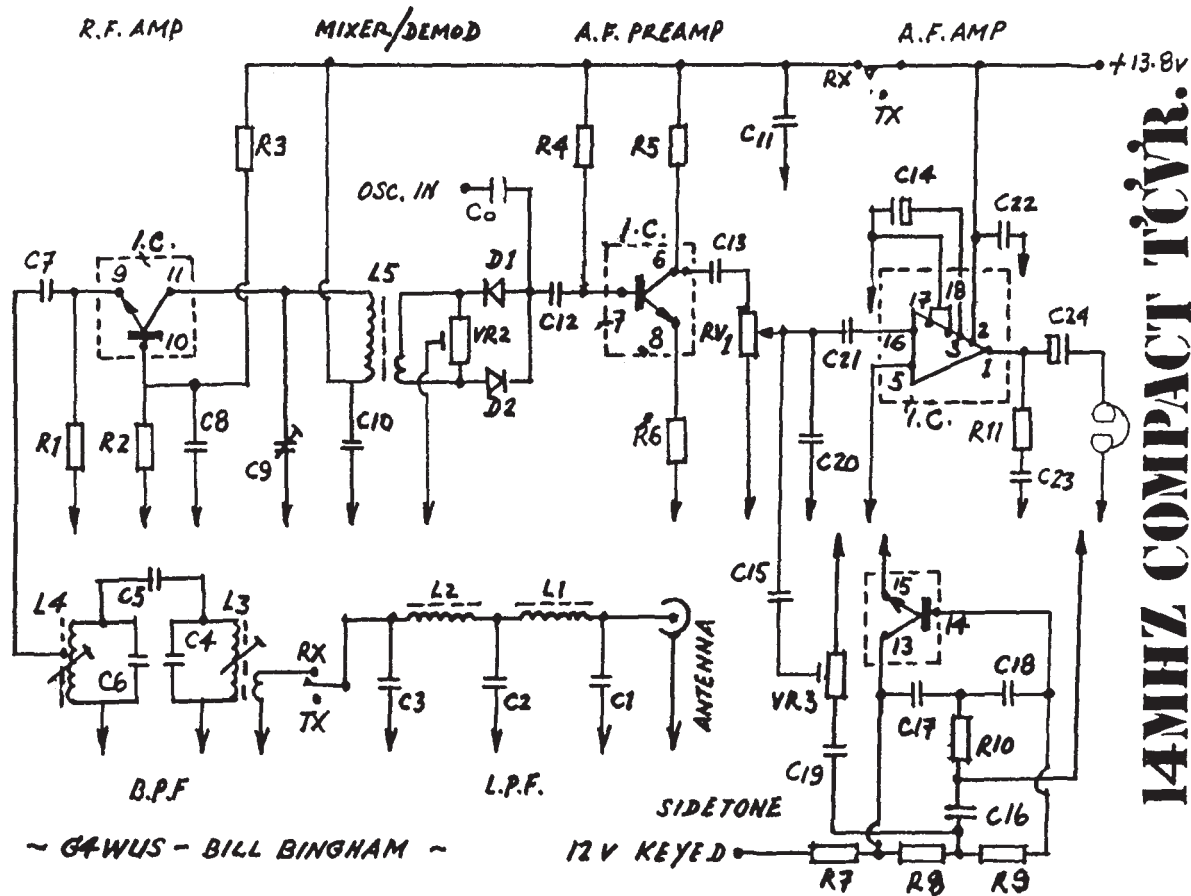 R.F. AMP
MIXER/DEMOD
A.F. PREAMP
A.F. AMP
+13.8V
RX
TX
R3
R4
R5
C11
OSC. IN
Co
C14
C22
C7
I.C.
9
11
10
L5
D1
VR2
D2
C12
I.C.
6
7
8
C13
RV1
C21
17
18
16
3
2
1
5
I.C.
C24
R1
R2
C8
C9
C10
R6
C20
R11
C23
L4
C5
L3
C6
C4
RX
TX
L2
L1
C3
C2
C1
ANTENNA
C15
VR3
C19
15
13
14
C18
C17
R10
C16
B.P.F
L.P.F.
SIDETONE
12V KEYED
R7
R8
R9
~ G4WUS - BILL BINGHAM ~
14MHZ COMPACT T'C'V'R.